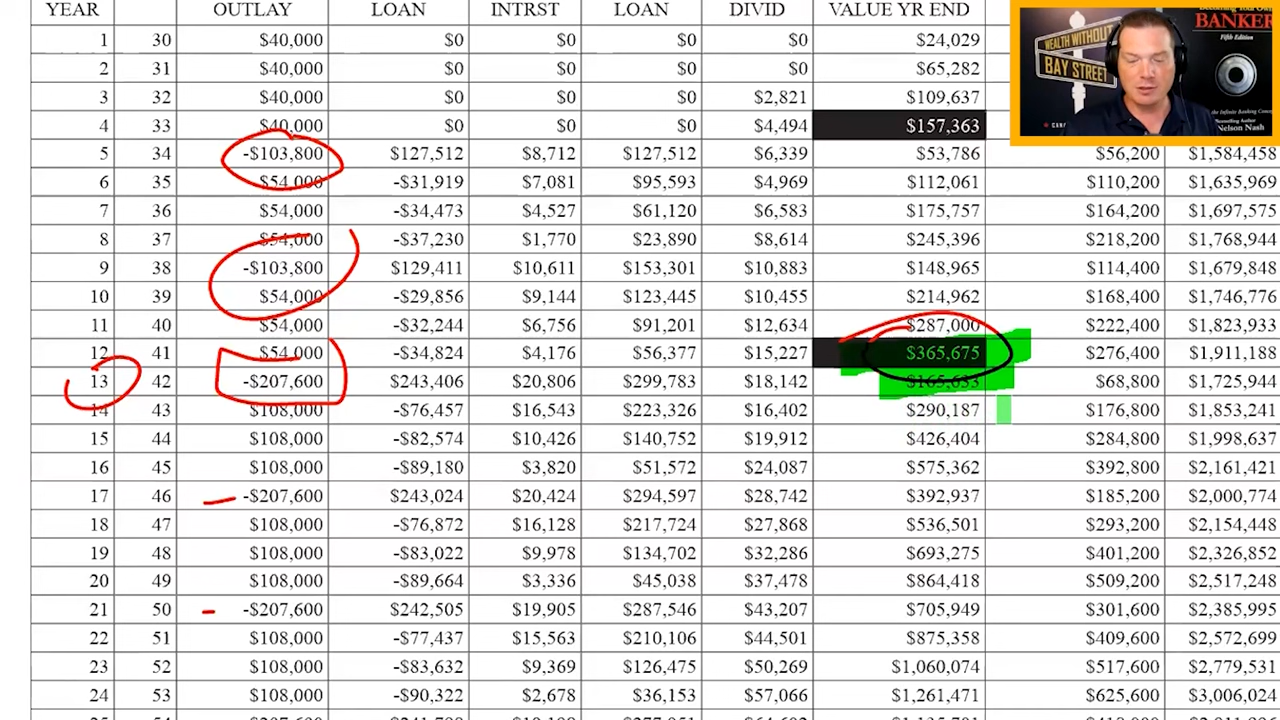 YEAR OUTLAY LOAN INTRST LOAN DIVID VALUE YR END
1 30 $40,000 $0 $0 $0 $0 $24,029
2 31 $40,000 $0 $0 $0 $0 $65,282
3 32 $40,000 $0 $0 $0 $2,821 $109,637
4 33 $40,000 $0 $0 $0 $4,494 $157,363
5 34 -$103,800 $127,512 $8,712 $127,512 $6,339 $53,786 $56,200 $1,584,458
6 35 $54,000 -$31,919 $7,081 $95,593 $4,969 $112,061 $110,200 $1,635,969
7 36 $54,000 -$34,473 $4,527 $61,120 $6,583 $175,757 $164,200 $1,697,575
8 37 $54,000 -$37,230 $1,770 $23,890 $8,614 $245,396 $218,200 $1,768,944
9 38 -$103,800 $129,411 $10,611 $153,301 $10,883 $148,965 $114,400 $1,679,848
10 39 $54,000 -$29,856 $9,144 $123,445 $10,455 $214,962 $168,400 $1,746,776
11 40 $54,000 -$32,244 $6,756 $91,201 $12,634 $287,000 $222,400 $1,823,933
12 41 $54,000 -$34,824 $4,176 $56,377 $15,227 $365,675 $276,400 $1,911,188
13 42 -$207,600 $243,406 $20,806 $299,783 $18,142 $165,633 $68,800 $1,725,944
14 43 $108,000 -$76,457 $16,543 $223,326 $16,402 $290,187 $176,800 $1,853,241
15 44 $108,000 -$82,574 $10,426 $140,752 $19,912 $426,404 $284,800 $1,998,637
16 45 $108,000 -$89,180 $3,820 $51,572 $24,087 $575,362 $392,800 $2,161,421
17 46 -$207,600 $243,024 $20,424 $294,597 $28,742 $392,937 $185,200 $2,000,774
18 47 $108,000 -$76,872 $16,128 $217,724 $27,868 $536,501 $293,200 $2,154,448
19 48 $108,000 -$83,022 $9,978 $134,702 $32,286 $693,275 $401,200 $2,326,852
20 49 $108,000 -$89,664 $3,336 $45,038 $37,478 $864,418 $509,200 $2,517,248
21 50 -$207,600 $242,505 $19,905 $287,546 $43,207 $705,949 $301,600 $2,385,995
22 51 $108,000 -$77,437 $15,563 $210,106 $44,501 $875,358 $409,600 $2,572,699
23 52 $108,000 -$83,632 $9,369 $126,475 $50,269 $1,060,074 $517,600 $2,779,531
24 53 $108,000 -$90,322 $2,678 $36,153 $57,066 $1,261,471 $625,600 $3,006,024
WEALTH WITHOUT
BAY STREET
BANKER
Fifth Edition
the Infinite Banking Concept
Bestselling Author
Nelson Nash